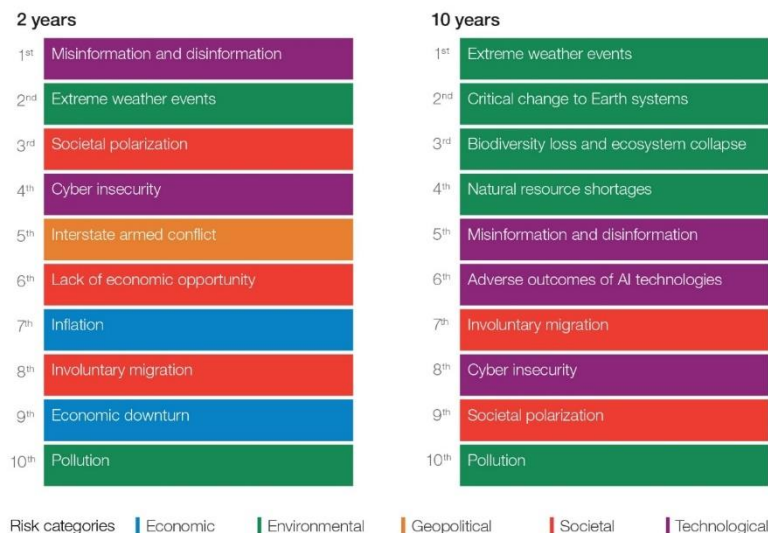 2 years
1st Misinformation and disinformation
2nd Extreme weather events
3rd Societal polarization
4th Cyber insecurity
5th Interstate armed conflict
6th Lack of economic opportunity
7th Inflation
8th Involuntary migration
9th Economic downturn
10th Pollution
10 years
1st Extreme weather events
2nd Critical change to Earth systems
3rd Biodiversity loss and ecosystem collapse
4th Natural resource shortages
5th Misinformation and disinformation
6th Adverse outcomes of AI technologies
7th Involuntary migration
8th Cyber insecurity
9th Societal polarization
10th Pollution
Risk categories Economic Environmental Geopolitical Societal Technological